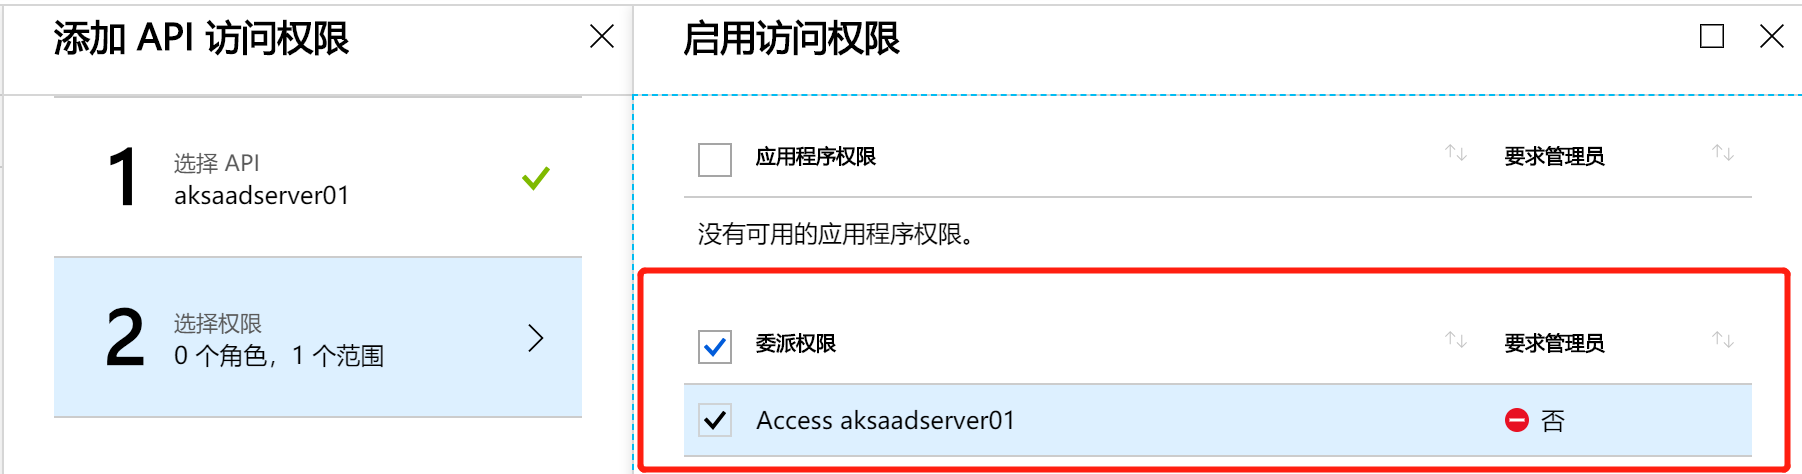 添加 API 访问权限
1
选择 API
aksaadserver01
2
选择权限
0 个角色，1 个范围
启用访问权限
应用程序权限 要求管理员
没有可用的应用程序权限。
委派权限 要求管理员
Access aksaadserver01 否